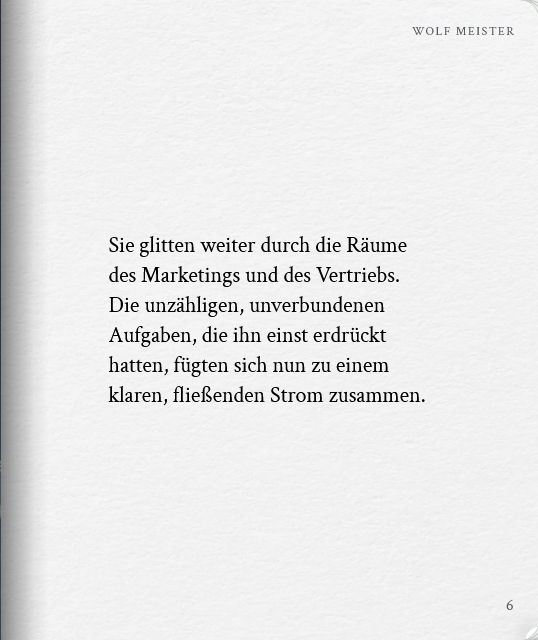 WOLF MEISTER
Sie glitten weiter durch die Räume
des Marketings und des Vertriebs.
Die unzähligen, unverbundenen
Aufgaben, die ihn einst erdrückt
hatten, fügten sich nun zu einem
klaren, fließenden Strom zusammen.
6